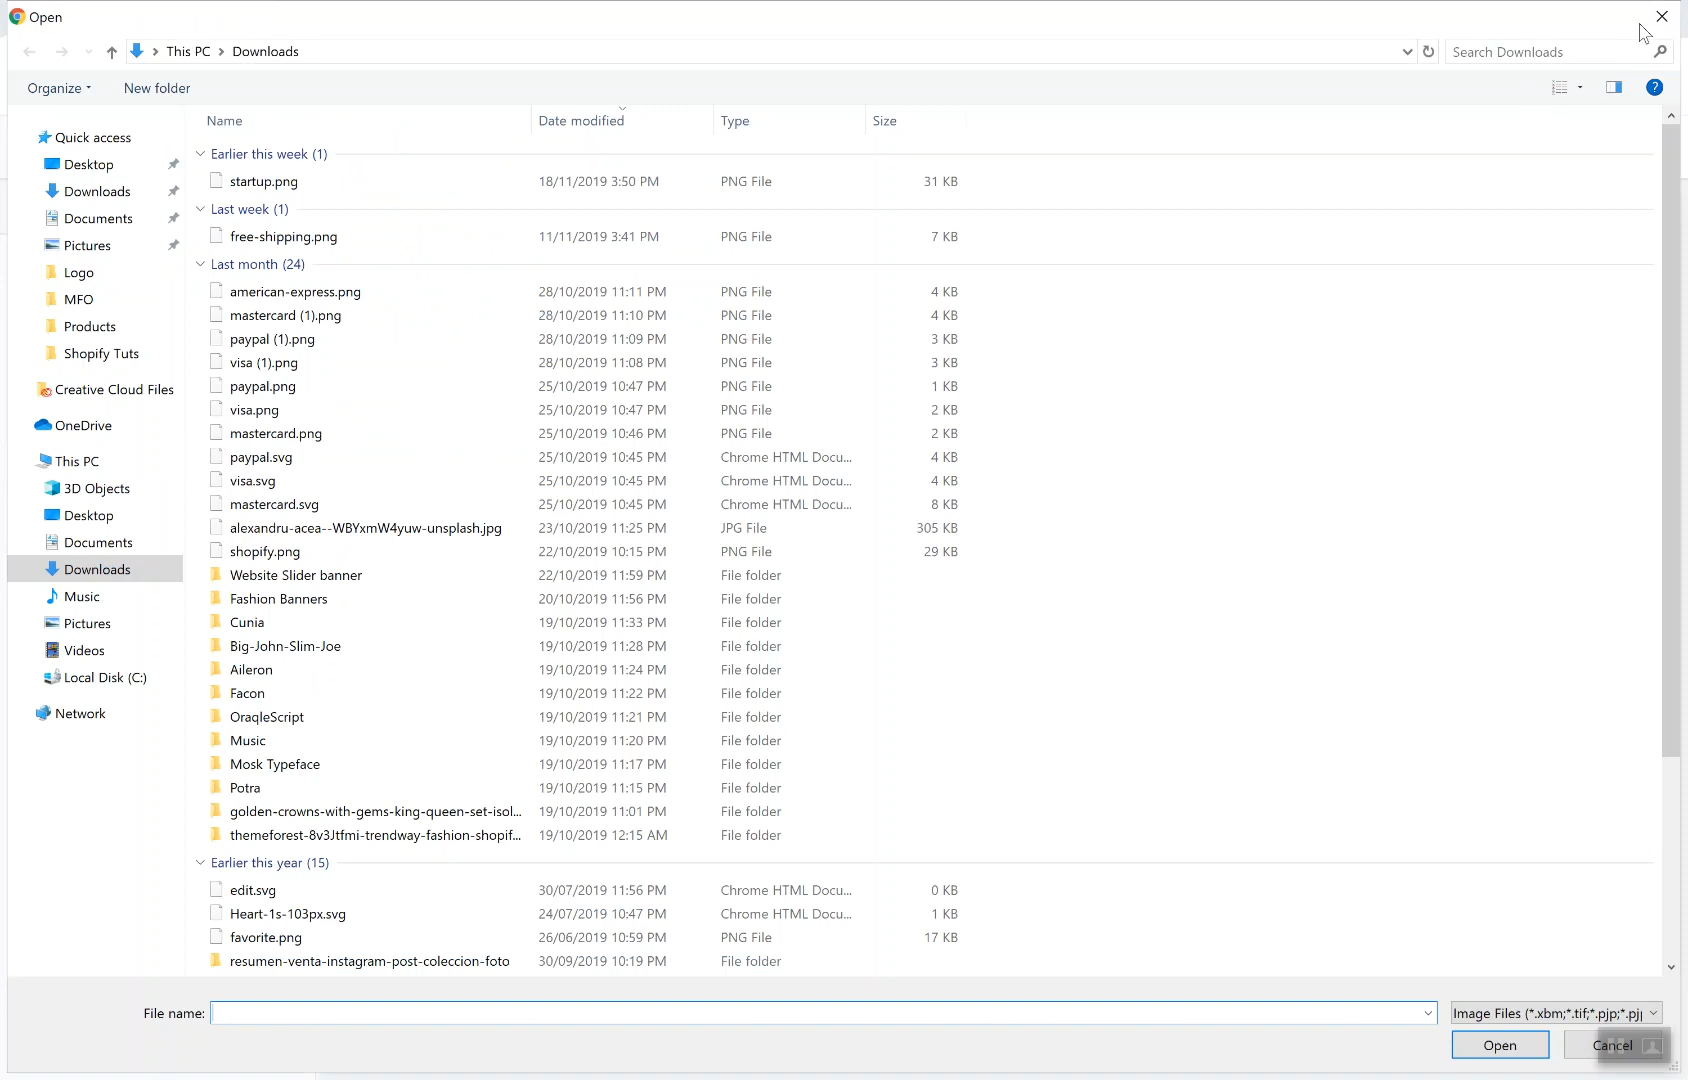 Open
This PC > Downloads
Search Downloads
Organize
New folder
Name
Date modified
Type
Size
Quick access
Desktop
Downloads
Documents
Pictures
Logo
MFO
Products
Shopify Tuts
Creative Cloud Files
OneDrive
This PC
3D Objects
Desktop
Documents
Downloads
Music
Pictures
Videos
Local Disk (C:)
Network
Earlier this week (1)
startup.png 18/11/2019 3:50 PM PNG File 31 KB
Last week (1)
free-shipping.png 11/11/2019 3:41 PM PNG File 7 KB
Last month (24)
american-express.png 28/10/2019 11:11 PM PNG File 4 KB
mastercard (1).png 28/10/2019 11:10 PM PNG File 4 KB
paypal (1).png 28/10/2019 11:09 PM PNG File 3 KB
visa (1).png 28/10/2019 11:08 PM PNG File 3 KB
paypal.png 25/10/2019 10:47 PM PNG File 1 KB
visa.png 25/10/2019 10:47 PM PNG File 2 KB
mastercard.png 25/10/2019 10:46 PM PNG File 2 KB
paypal.svg 25/10/2019 10:45 PM Chrome HTML Docu... 4 KB
visa.svg 25/10/2019 10:45 PM Chrome HTML Docu... 4 KB
mastercard.svg 25/10/2019 10:45 PM Chrome HTML Docu... 8 KB
alexandru-acea--WBYxmW4yuw-unsplash.jpg 23/10/2019 11:25 PM JPG File 305 KB
shopify.png 22/10/2019 10:15 PM PNG File 29 KB
Website Slider banner 22/10/2019 11:59 PM File folder
Fashion Banners 20/10/2019 11:56 PM File folder
Cunia 19/10/2019 11:33 PM File folder
Big-John-Slim-Joe 19/10/2019 11:28 PM File folder
Aileron 19/10/2019 11:24 PM File folder
Facon 19/10/2019 11:22 PM File folder
OraqleScript 19/10/2019 11:21 PM File folder
Music 19/10/2019 11:20 PM File folder
Mosk Typeface 19/10/2019 11:17 PM File folder
Potra 19/10/2019 11:15 PM File folder
golden-crowns-with-gems-king-queen-set-isol... 19/10/2019 11:01 PM File folder
themeforest-8v3Jtfmi-trendway-fashion-shopif... 19/10/2019 12:15 AM File folder
Earlier this year (15)
edit.svg 30/07/2019 11:56 PM Chrome HTML Docu... 0 KB
Heart-1s-103px.svg 24/07/2019 10:47 PM Chrome HTML Docu... 1 KB
favorite.png 26/06/2019 10:59 PM PNG File 17 KB
resumen-venta-instagram-post-coleccion-foto 30/09/2019 10:19 PM File folder
File name:
Image Files (*.xbm;*.tif;*.pjp;*.pj
Open
Cancel